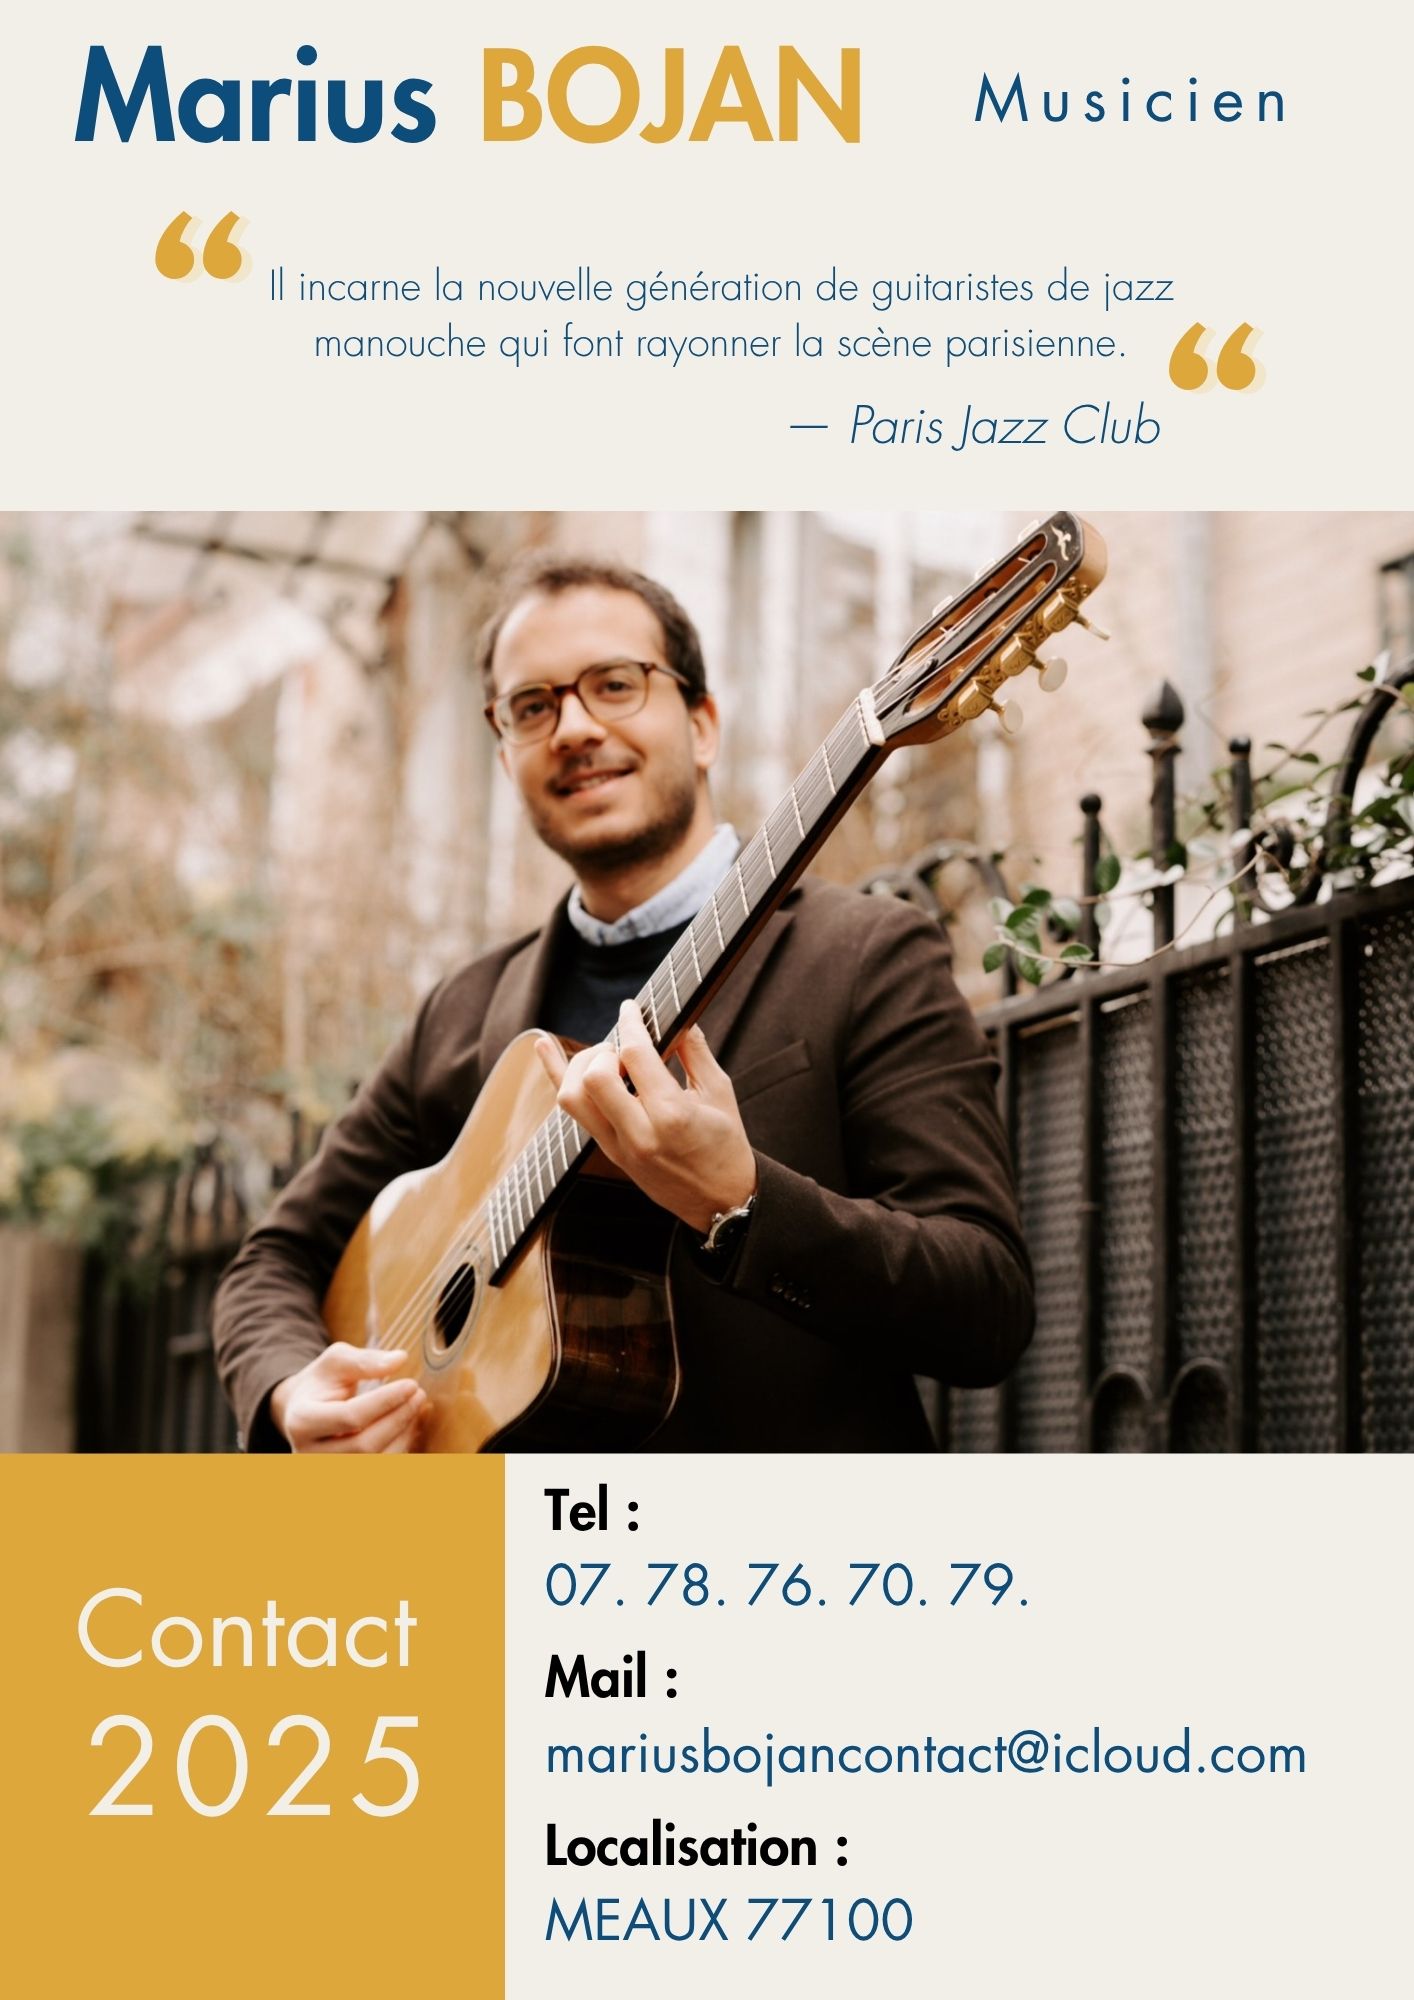 Marius BOJAN Musicien
“ Il incarne la nouvelle génération de guitaristes de jazz
manouche qui font rayonner la scène parisienne. “
— Paris Jazz Club
Contact
2025
Tel :
07. 78. 76. 70. 79.
Mail :
mariusbojancontact@icloud.com
Localisation :
MEAUX 77100